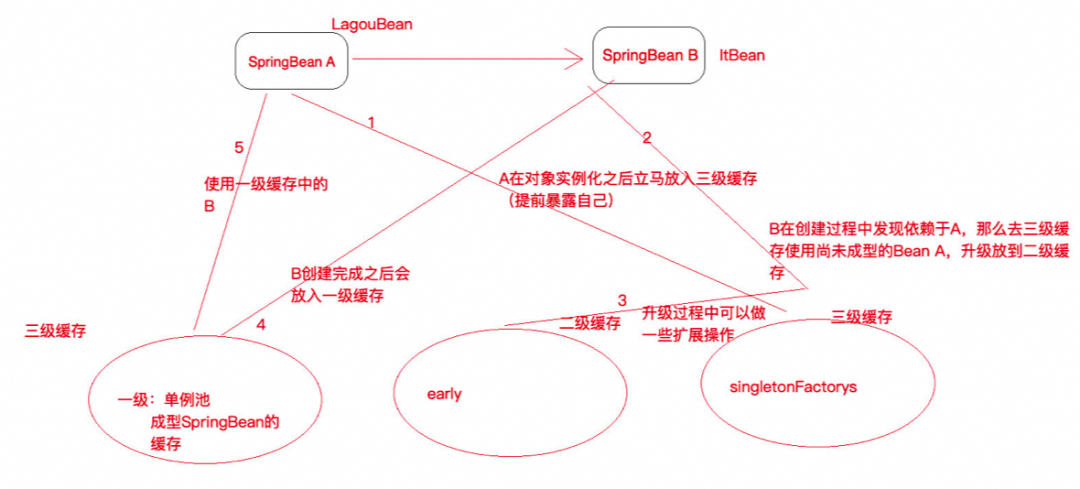 LagouBean
SpringBean A
SpringBean B
ItBean
1
2
5
使用一级缓存中的
B
A在对象实例化之后立马放入三级缓存
（提前暴露自己）
B在创建过程中发现依赖于A，那么去三级缓
存使用尚未成型的Bean A，升级放到二级缓
存
B创建完成之后会
放入一级缓存
3
升级过程中可以做
一些扩展操作
4
二级缓存
三级缓存
三级缓存
一级：单例池
成型SpringBean的
缓存
early
singletonFactorys